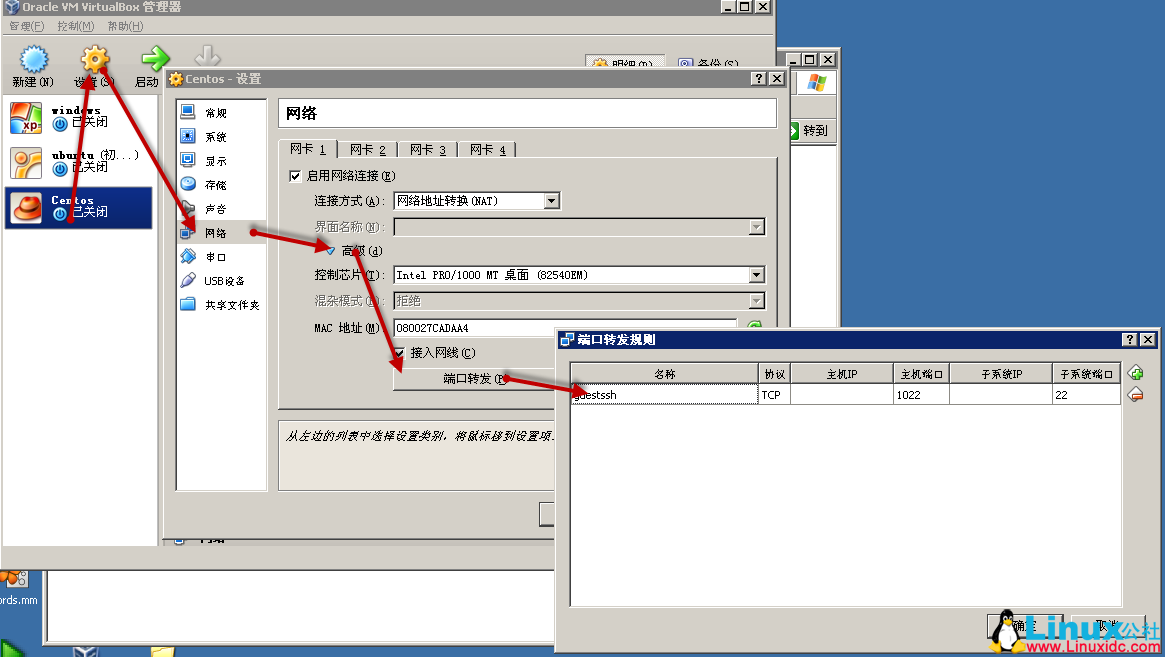 Oracle VM VirtualBox 管理器
管理(F) 控制(M) 帮助(H)
新建(N) 设置(S) 启动 明细(D) 备份(S)
windows
已关闭
ubuntu (初...)
已关闭
Centos
已关闭
Centos - 设置
常规
系统
显示
存储
声音
网络
串口
USB设备
共享文件夹
网络
网卡 1 网卡 2 网卡 3 网卡 4
启用网络连接(E)
连接方式(A): 网络地址转换(NAT)
界面名称(N):
高级(d)
控制芯片(T): Intel PRO/1000 MT 桌面 (82540EM)
混杂模式 拒绝
MAC 地址(M) 080027CADAA4
接入网线(C)
端口转发(P)
从左边的列表中选择设置类别, 将鼠标移到设置项.
转到
端口转发规则
名称 协议 主机IP 主机端口 子系统IP 子系统端口
guestssh TCP 1022 22
网络
ords.mm
确定 取消
Linux公社
www.Linuxidc.com